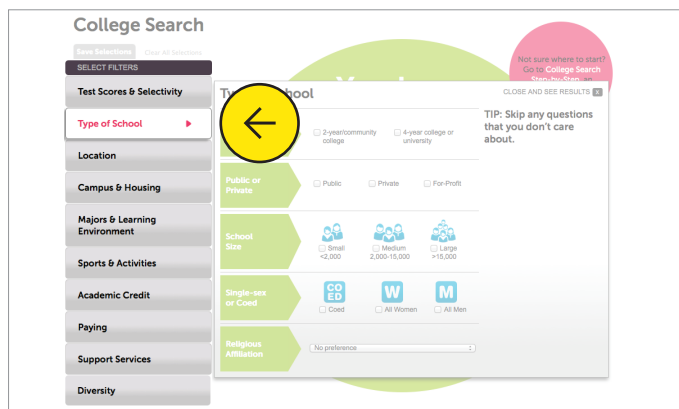 College Search
Save Selections Clear All Selections
SELECT FILTERS
Test Scores & Selectivity
Type of School
Location
Campus & Housing
Majors & Learning
Environment
Sports & Activities
Academic Credit
Paying
Support Services
Diversity
Not sure where to start?
Go to College Search
Step-by-Step
CLOSE AND SEE RESULTS X
TIP: Skip any questions
that you don't care
about.
2-year/community
college
4-year college or
university
Public or
Private
Public
Private
For-Profit
School
Size
Small
<2,000
Medium
2,000-15,000
Large
>15,000
Single-sex
or Coed
CO
ED
Coed
W
All Women
M
All Men
Religious
Affiliation
No preference